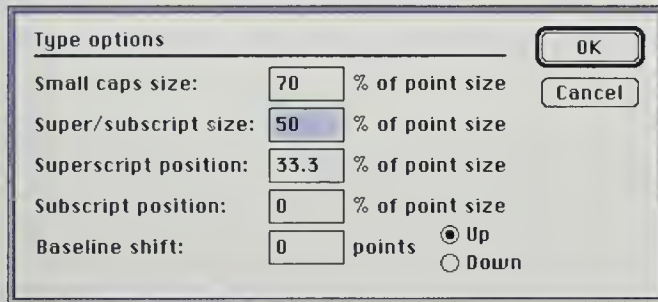 Type options
OK
Small caps size: 70 % of point size
Cancel
Super/subscript size: 50 % of point size
Superscript position: 33.3 % of point size
Subscript position: 0 % of point size
Baseline shift: 0 points
Up
Down